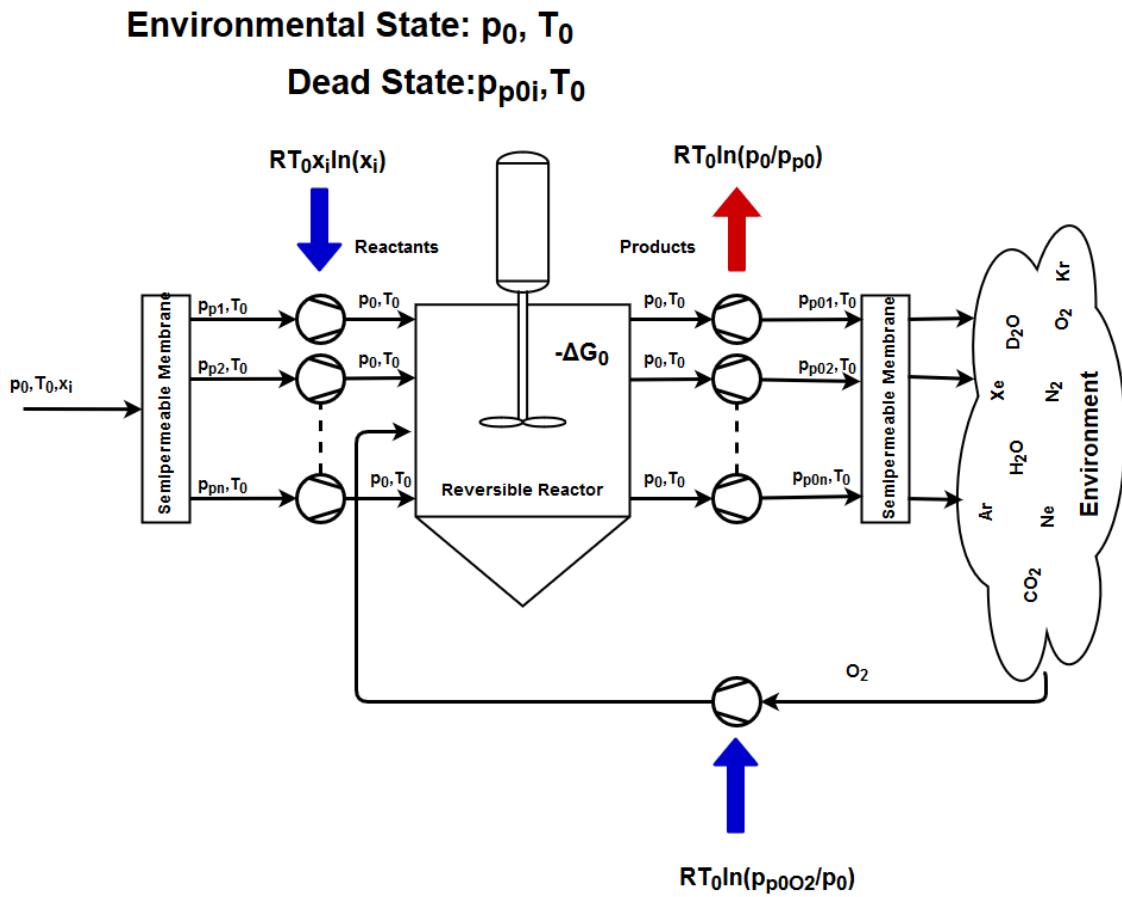 Environmental State: p₀, T₀
Dead State:pₚ₀ᵢ,T₀
RT₀xᵢln(xᵢ)
RT₀ln(p₀/pₚ₀)
Reactants
Products
Semipermeable Membrane
pₚ₁,T₀
p₀,T₀
p₀,T₀
pₚ₀₁,T₀
Semipermeable Membrane
-ΔG₀
pₚ₂,T₀
p₀,T₀
p₀,T₀
pₚ₀₂,T₀
p₀,T₀,xᵢ
pₚₙ,T₀
p₀,T₀
Reversible Reactor
p₀,T₀
pₚ₀ₙ,T₀
Kr
O₂
D₂O
Xe
N₂
H₂O
Environment
Ar
Ne
CO₂
O₂
RT₀ln(pₚ₀O₂/p₀)